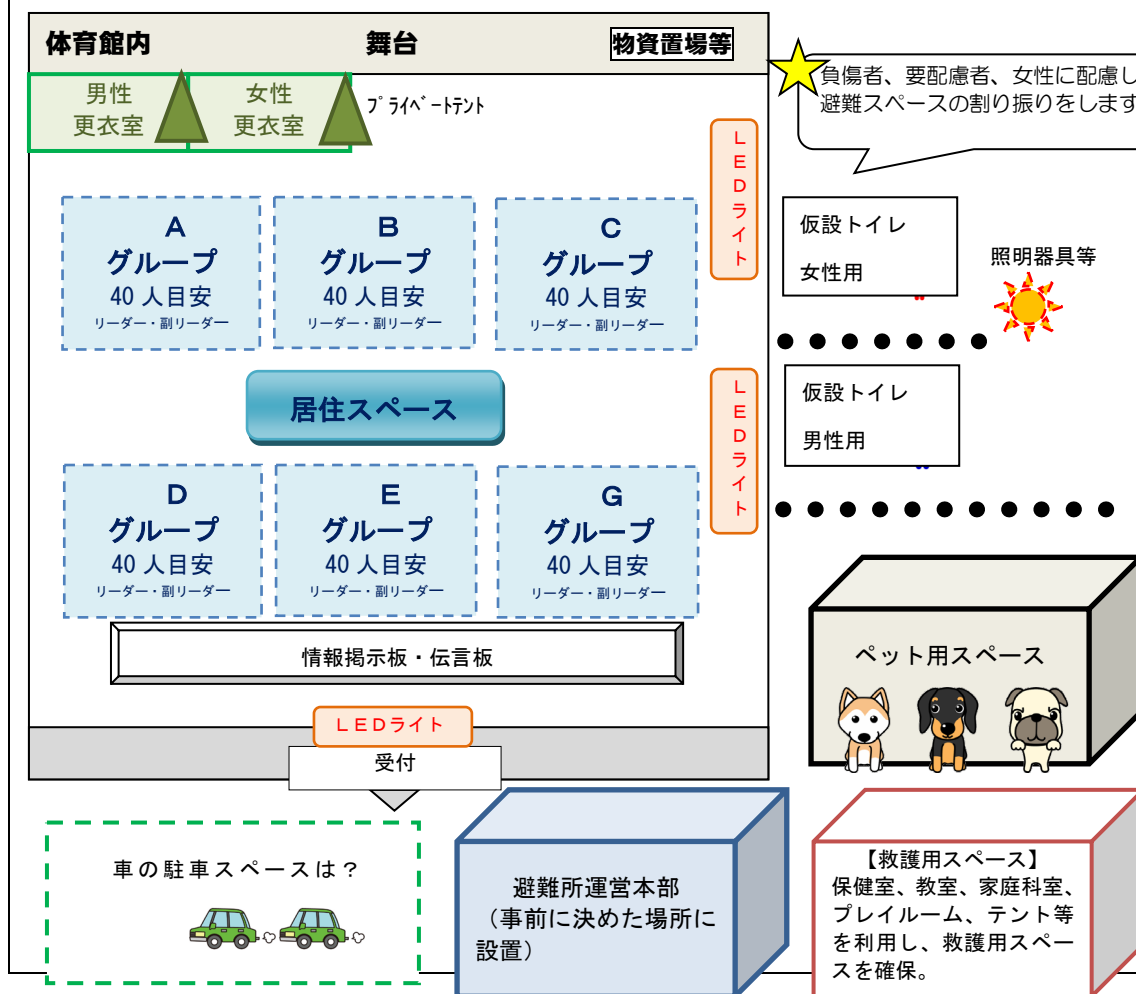 体育館内
舞台
物資置場等
負傷者、要配慮者、女性に配慮し
避難スペースの割り振りをします
男性
更衣室
女性
更衣室
プライベートテント
LEDライト
A
グループ
40人目安
リーダー・副リーダー
B
グループ
40人目安
リーダー・副リーダー
C
グループ
40人目安
リーダー・副リーダー
仮設トイレ
女性用
照明器具等
居住スペース
LEDライト
仮設トイレ
男性用
D
グループ
40人目安
リーダー・副リーダー
E
グループ
40人目安
リーダー・副リーダー
G
グループ
40人目安
リーダー・副リーダー
情報掲示板・伝言板
ペット用スペース
LEDライト
受付
車の駐車スペースは?
避難所運営本部
(事前に決めた場所に
設置)
【救護用スペース】
保健室、教室、家庭科室、
プレイルーム、テント等
を利用し、救護用スペー
スを確保。